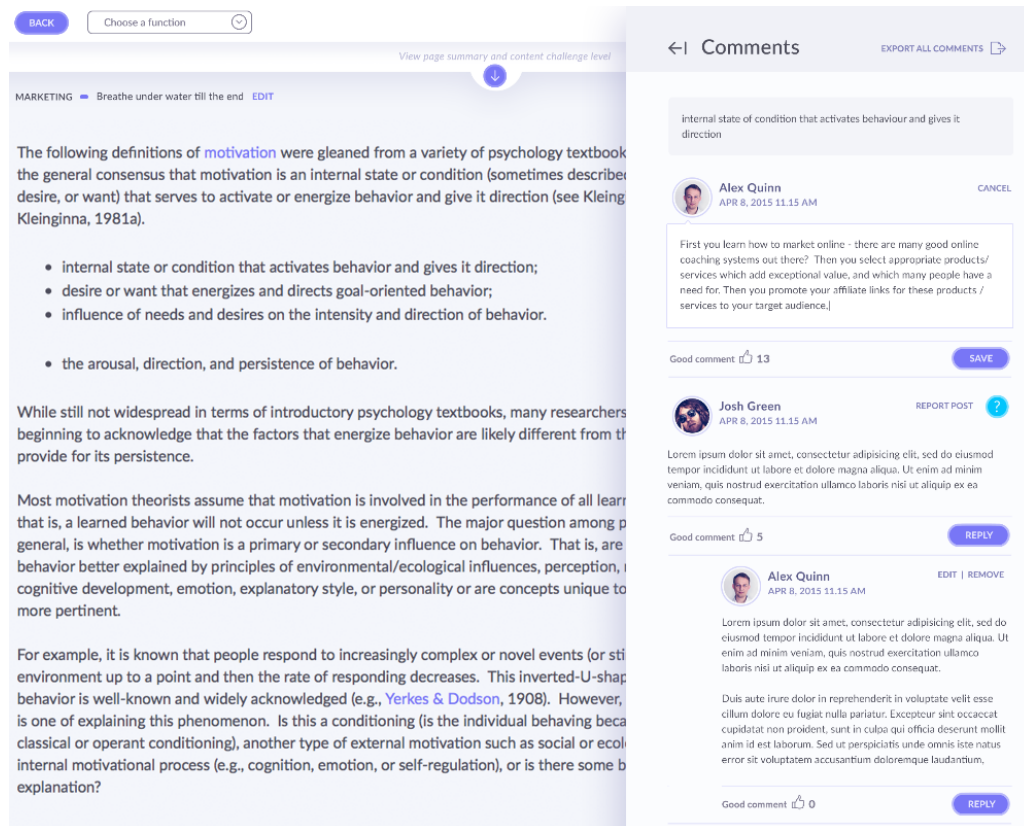 BACK
Choose a function
View page summary and content challenge level
MARKETING
Breathe under water till the end EDIT
The following definitions of motivation were gleaned from a variety of psychology textbook
the general consensus that motivation is an internal state or condition (sometimes described
desire, or want) that serves to activate or energize behavior and give it direction (see Kleing
Kleinginna, 1981a).
• internal state or condition that activates behavior and gives it direction;
• desire or want that energizes and directs goal-oriented behavior;
• influence of needs and desires on the intensity and direction of behavior.
• the arousal, direction, and persistence of behavior.
While still not widespread in terms of introductory psychology textbooks, many researchers
beginning to acknowledge that the factors that energize behavior are likely different from th
provide for its persistence.
Most motivation theorists assume that motivation is involved in the performance of all learn
that is, a learned behavior will not occur unless it is energized. The major question among p
general, is whether motivation is a primary or secondary influence on behavior. That is, are
behavior better explained by principles of environmental/ecological influences, perception,
cognitive development, emotion, explanatory style, or personality or are concepts unique to
more pertinent.
For example, it is known that people respond to increasingly complex or novel events (or sti
environment up to a point and then the rate of responding decreases. This inverted-U-shap
behavior is well-known and widely acknowledged (e.g., Yerkes & Dodson, 1908). However,
is one of explaining this phenomenon. Is this a conditioning (is the individual behaving beca
classical or operant conditioning), another type of external motivation such as social or ecol
internal motivational process (e.g., cognition, emotion, or self-regulation), or is there some b
explanation?
Comments
EXPORT ALL COMMENTS
internal state of condition that activates behaviour and gives it
direction
Alex Quinn
CANCEL
APR 8, 2015 11.15 AM
First you learn how to market online - there are many good online
coaching systems out there? Then you select appropriate products/
services which add exceptional value, and which many people have a
need for. Then you promote your affiliate links for these products /
services to your target audience,
Good comment 13
SAVE
Josh Green
REPORT POST
?
APR 8, 2015 11.15 AM
Lorem ipsum dolor sit amet, consectetur adipisicing elit, sed do eiusmod
tempor incididunt ut labore et dolore magna aliqua. Ut enim ad minim
veniam, quis nostrud exercitation ullamco laboris nisi ut aliquip ex ea
commodo consequat.
Good comment 5
REPLY
Alex Quinn
EDIT | REMOVE
APR 8, 2015 11.15 AM
Lorem ipsum dolor sit amet, consectetur adipisicing elit, sed do
eiusmod tempor incididunt ut labore et dolore magna aliqua. Ut
enim ad minim veniam, quis nostrud exercitation ullamco
laboris nisi ut aliquip ex ea commodo consequat.
Duis aute irure dolor in reprehenderit in voluptate velit esse
cillum dolore eu fugiat nulla pariatur. Excepteur sint occaecat
cupidatat non proident, sunt in culpa qui officia deserunt mollit
anim id est laborum. Sed ut perspiciatis unde omnis iste natus
error sit voluptatem accusantium doloremque laudantium,
Good comment 0
REPLY